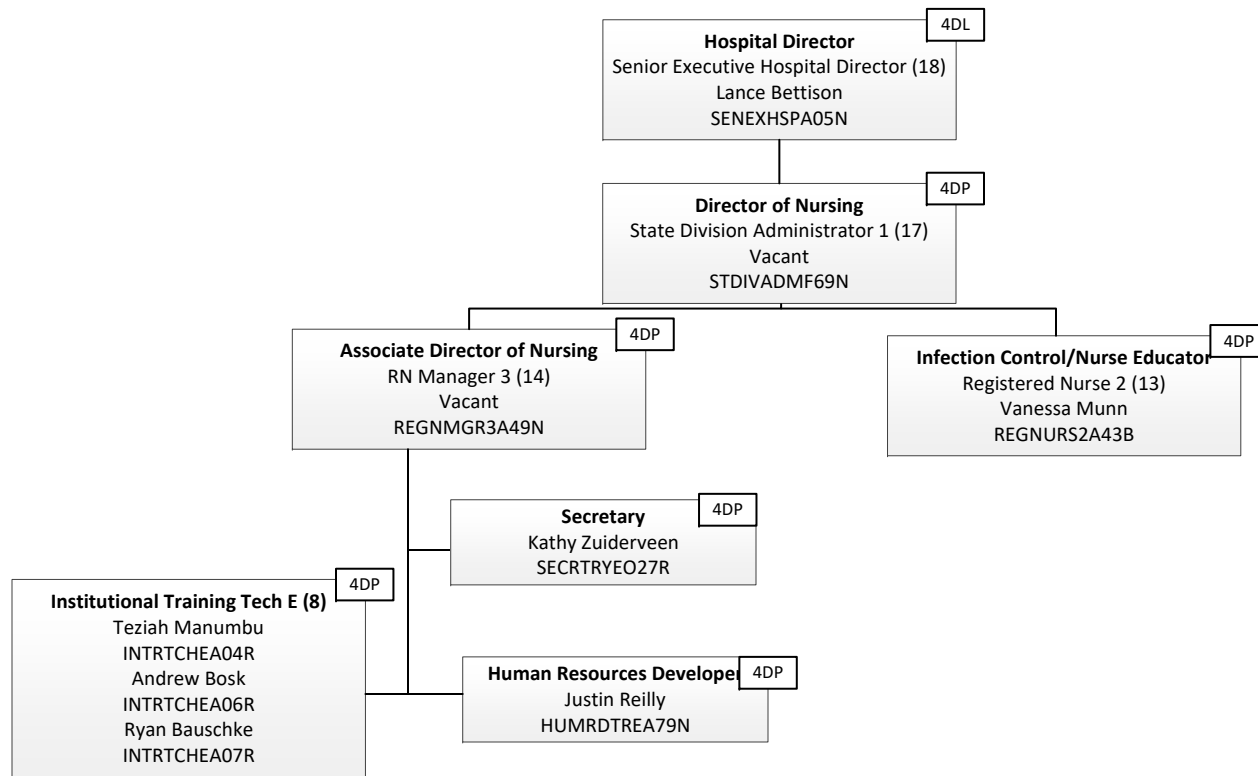 4DL
Hospital Director
Senior Executive Hospital Director (18)
Lance Bettison
SENEXHSPA05N
4DP
Director of Nursing
State Division Administrator 1 (17)
Vacant
STDIVADMF69N
4DP
Associate Director of Nursing
RN Manager 3 (14)
Vacant
REGNMGR3A49N
4DP
Infection Control/Nurse Educator
Registered Nurse 2 (13)
Vanessa Munn
REGNURS2A43B
4DP
Secretary
Kathy Zuiderveen
SECRTRYEO27R
4DP
Institutional Training Tech E (8)
Teziah Manumbu
INTRTCHEA04R
Andrew Bosk
INTRTCHEA06R
Ryan Bauschke
INTRTCHEA07R
4DP
Human Resources Developer
Justin Reilly
HUMRDTREA79N